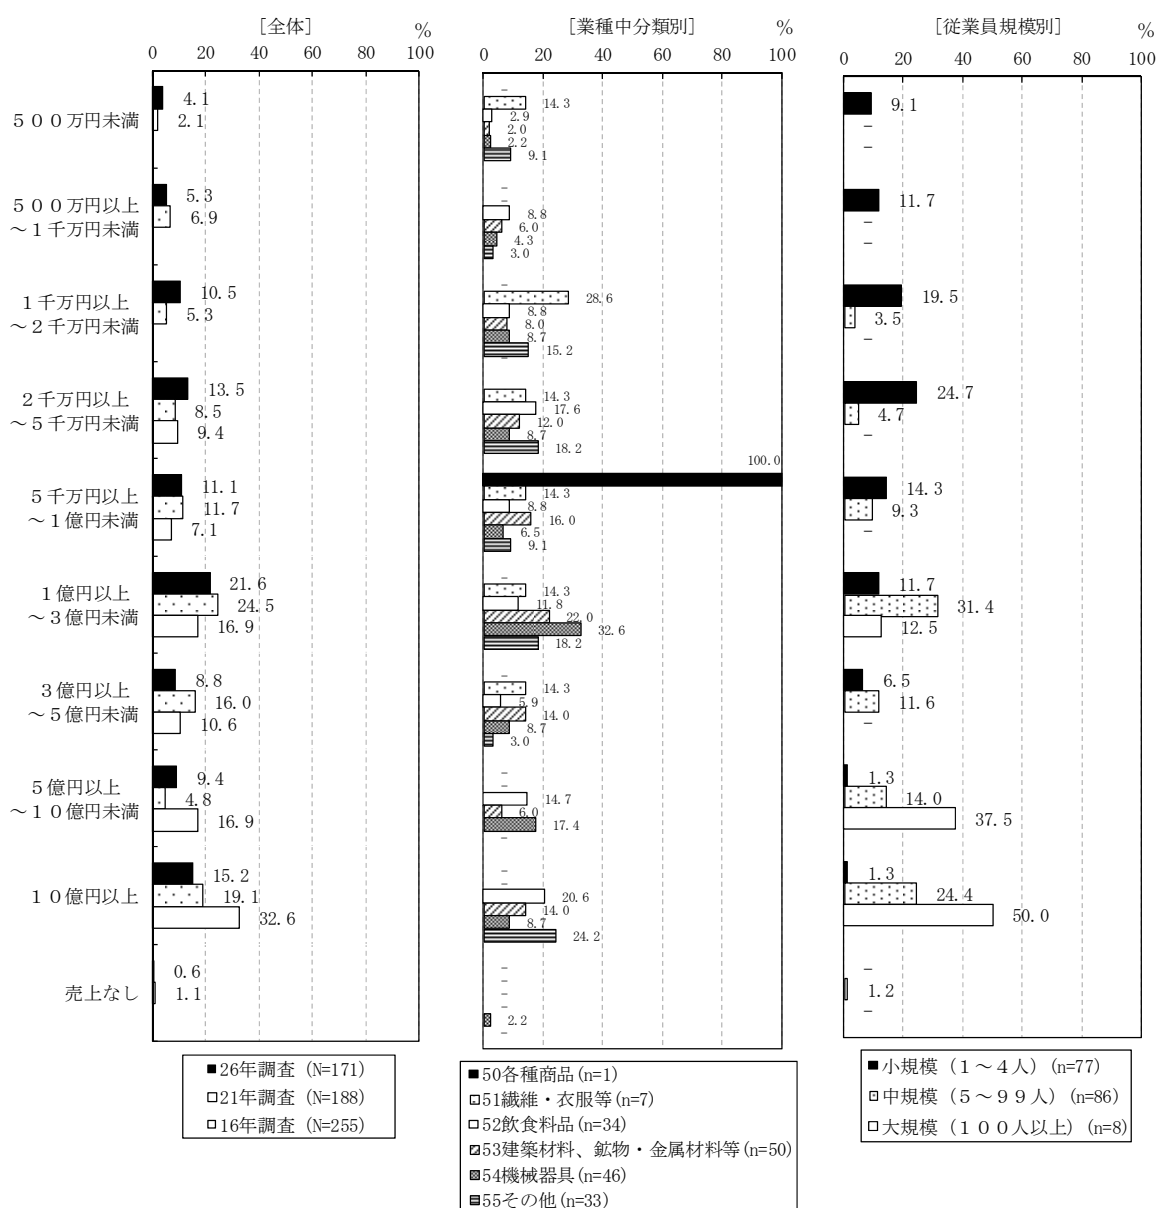 [全体]
%
0 20 40 60 80 100
[業種中分類別]
%
0 20 40 60 80 100
[従業員規模別]
%
0 20 40 60 80 100
500万円未満
4.1
2.1
14.3
2.9
2.0
2.2
9.1
9.1
500万円以上
~1千万円未満
5.3
6.9
8.8
6.0
4.3
3.0
11.7
1千万円以上
~2千万円未満
10.5
5.3
28.6
8.8
8.0
8.7
15.2
19.5
3.5
2千万円以上
~5千万円未満
13.5
8.5
9.4
14.3
17.6
12.0
8.7
18.2
24.7
4.7
5千万円以上
~1億円未満
11.1
11.7
7.1
100.0
14.3
8.8
16.0
6.5
9.1
14.3
9.3
1億円以上
~3億円未満
21.6
24.5
16.9
14.3
11.8
22.0
32.6
18.2
11.7
31.4
12.5
3億円以上
~5億円未満
8.8
16.0
10.6
14.3
5.9
14.0
8.7
3.0
6.5
11.6
5億円以上
~10億円未満
9.4
4.8
16.9
14.7
6.0
17.4
1.3
14.0
37.5
10億円以上
15.2
19.1
32.6
20.6
14.0
8.7
24.2
1.3
24.4
50.0
売上なし
0.6
1.1
2.2
1.2
26年調査 (N=171)
21年調査 (N=188)
16年調査 (N=255)
50各種商品(n=1)
51繊維・衣服等(n=7)
52飲食料品(n=34)
53建築材料、鉱物・金属材料等(n=50)
54機械器具(n=46)
55その他(n=33)
小規模(1~4人)(n=77)
中規模(5~99人)(n=86)
大規模(100人以上)(n=8)